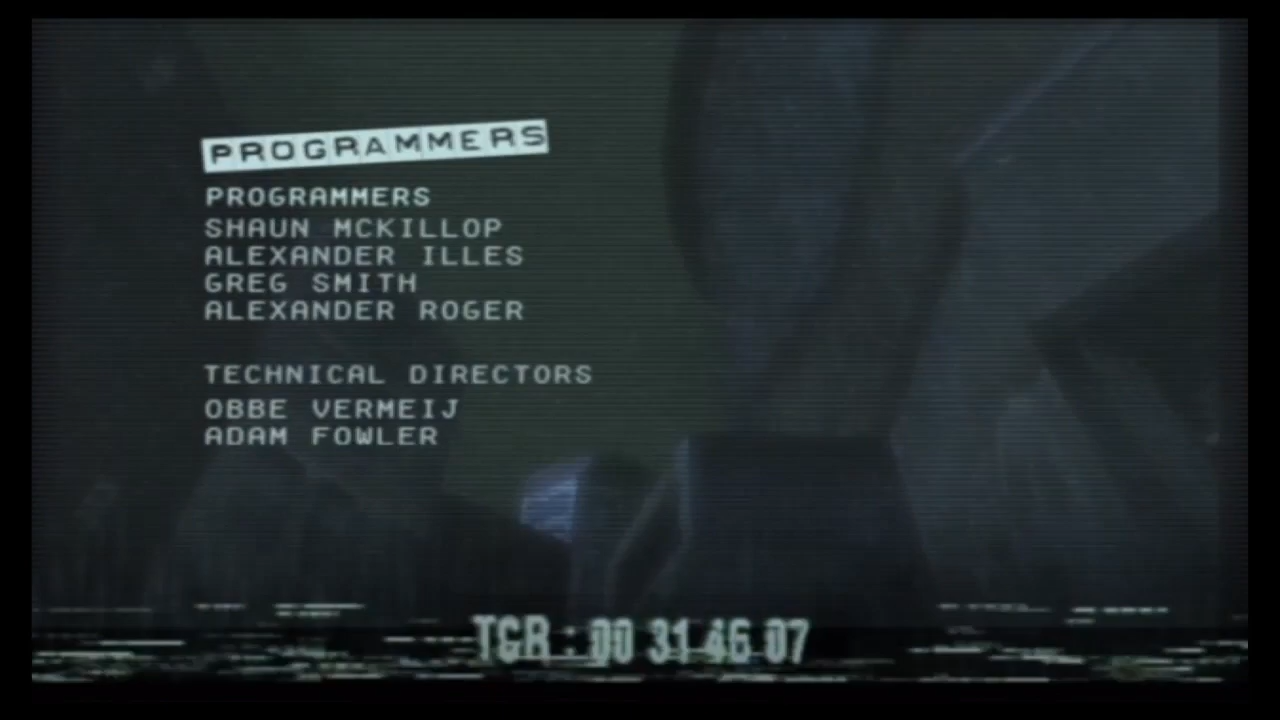 PROGRAMMERS
PROGRAMMERS
SHAUN MCKILLOP
ALEXANDER ILLES
GREG SMITH
ALEXANDER ROGER
TECHNICAL DIRECTORS
OBBE VERMEIJ
ADAM FOWLER
TCR : 00 31 46 07